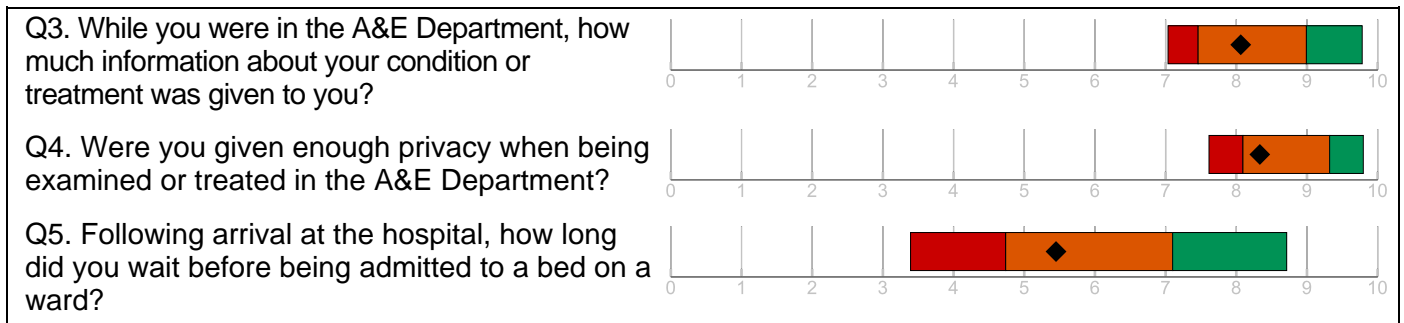 Q3. While you were in the A&E Department, how
much information about your condition or
treatment was given to you?
0 1 2 3 4 5 6 7 8 9 10
Q4. Were you given enough privacy when being
examined or treated in the A&E Department?
0 1 2 3 4 5 6 7 8 9 10
Q5. Following arrival at the hospital, how long
did you wait before being admitted to a bed on a
ward?
0 1 2 3 4 5 6 7 8 9 10